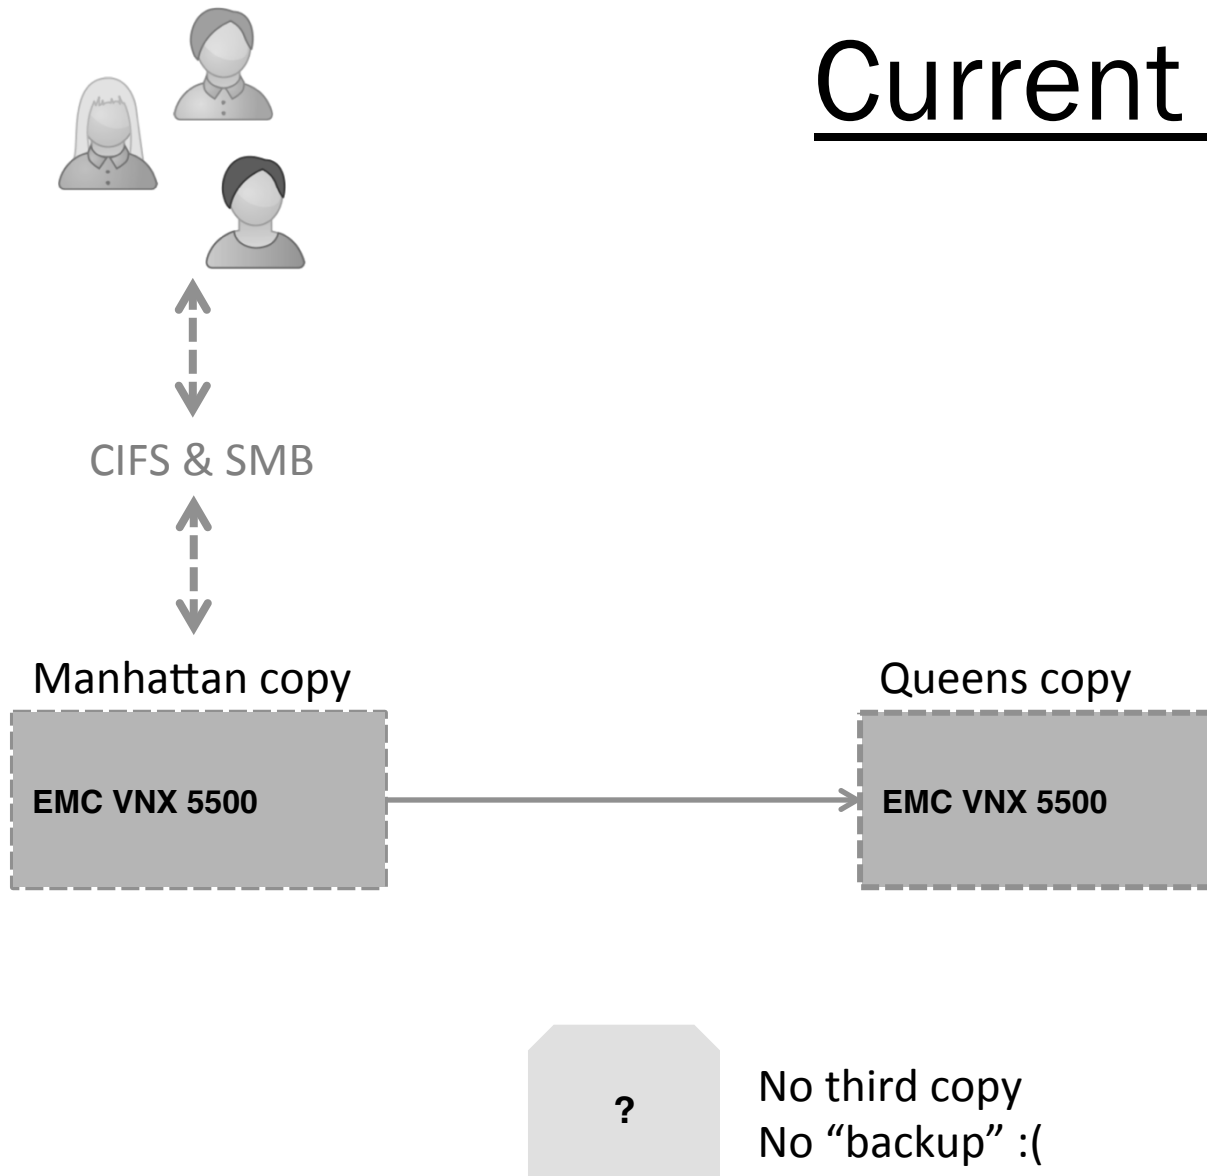 Current
CIFS & SMB
Manhattan copy
Queens copy
EMC VNX 5500
EMC VNX 5500
?
No third copy
No “backup” :(